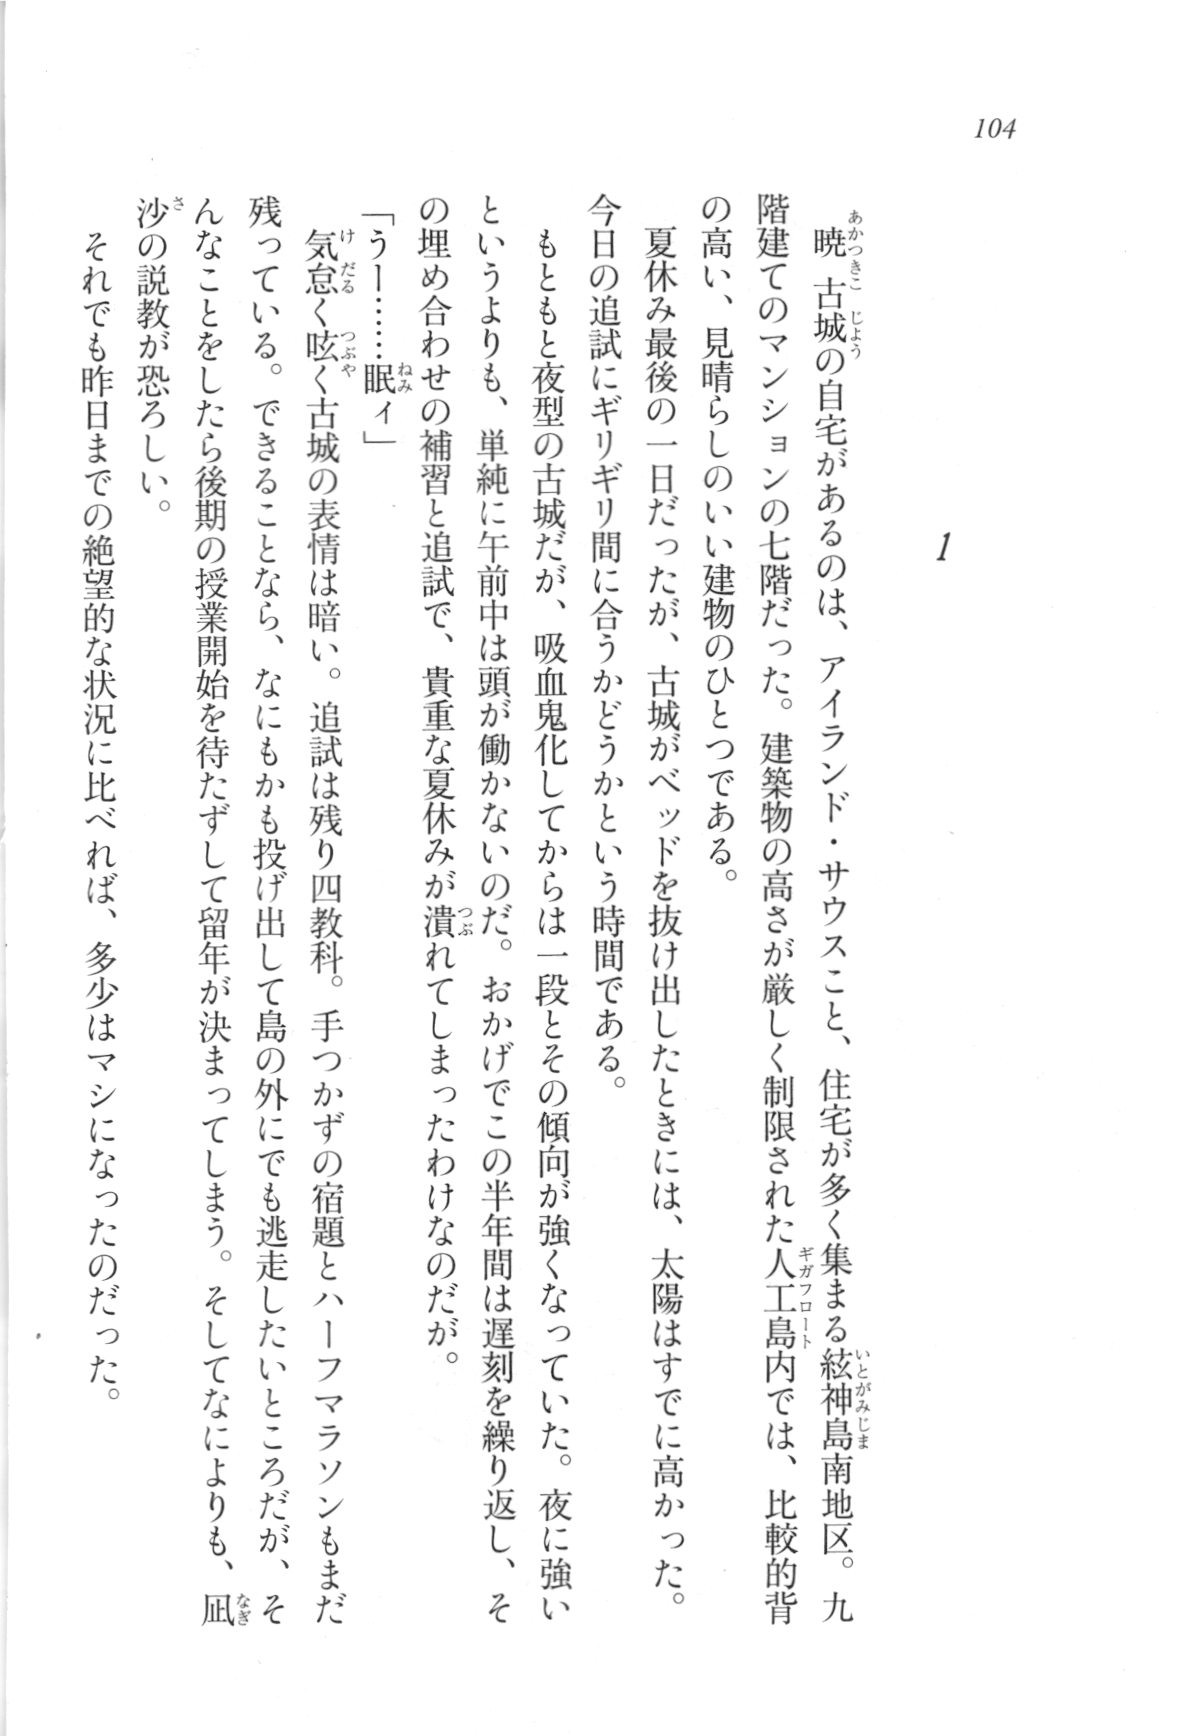 104
1
暁古城の自宅があるのは、アイランド・サウスこと、住宅が多く集まる絃神島南地区。九
階建てのマンションの七階だった。建築物の高さが厳しく制限された人工島内では、比較的背
の高い、見晴らしのいい建物のひとつである。
夏休み最後の一日だったが、古城がベッドを抜け出したときには、太陽はすでに高かった。
今日の追試にギリギリ間に合うかどうかという時間である。
もともと夜型の古城だが、吸血鬼化してからは一段とその傾向が強くなっていた。夜に強い
というよりも、単純に午前中は頭が働かないのだ。おかげでこの半年間は遅刻を繰り返し、そ
の埋め合わせの補習と追試で、貴重な夏休みが潰れてしまったわけなのだが。
「うー……眠ィ」
気怠く呟く古城の表情は暗い。追試は残り四教科。手つかずの宿題とハーフマラソンもまだ
残っている。できることなら、なにもかも投げ出して島の外にでも逃走したいところだが、そ
んなことをしたら後期の授業開始を待たずして留年が決まってしまう。そしてなによりも、凪
沙の説教が恐ろしい。
それでも昨日までの絶望的な状況に比べれば、多少はマシになったのだった。